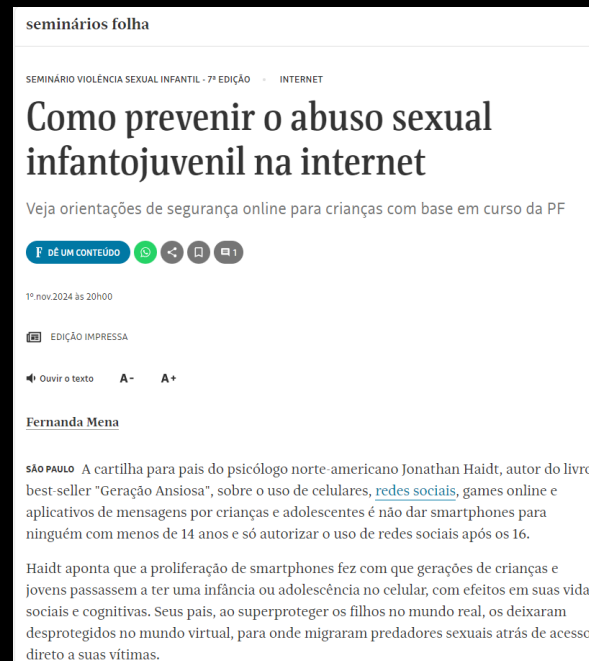 seminários folha
SEMINÁRIO VIOLÊNCIA SEXUAL INFANTIL - 7ª EDIÇÃO · INTERNET
Como prevenir o abuso sexual
infantojuvenil na internet
Veja orientações de segurança online para crianças com base em curso da PF
F DÊ UM CONTEÚDO 1
1º.nov.2024 às 20h00
EDIÇÃO IMPRESSA
Ouvir o texto A- A+
Fernanda Mena
SÃO PAULO A cartilha para pais do psicólogo norte-americano Jonathan Haidt, autor do livro
best-seller "Geração Ansiosa", sobre o uso de celulares, redes sociais, games online e
aplicativos de mensagens por crianças e adolescentes é não dar smartphones para
ninguém com menos de 14 anos e só autorizar o uso de redes sociais após os 16.
Haidt aponta que a proliferação de smartphones fez com que gerações de crianças e
jovens passassem a ter uma infância ou adolescência no celular, com efeitos em suas vida
sociais e cognitivas. Seus pais, ao superproteger os filhos no mundo real, os deixaram
desprotegidos no mundo virtual, para onde migraram predadores sexuais atrás de acesso
direto a suas vítimas.